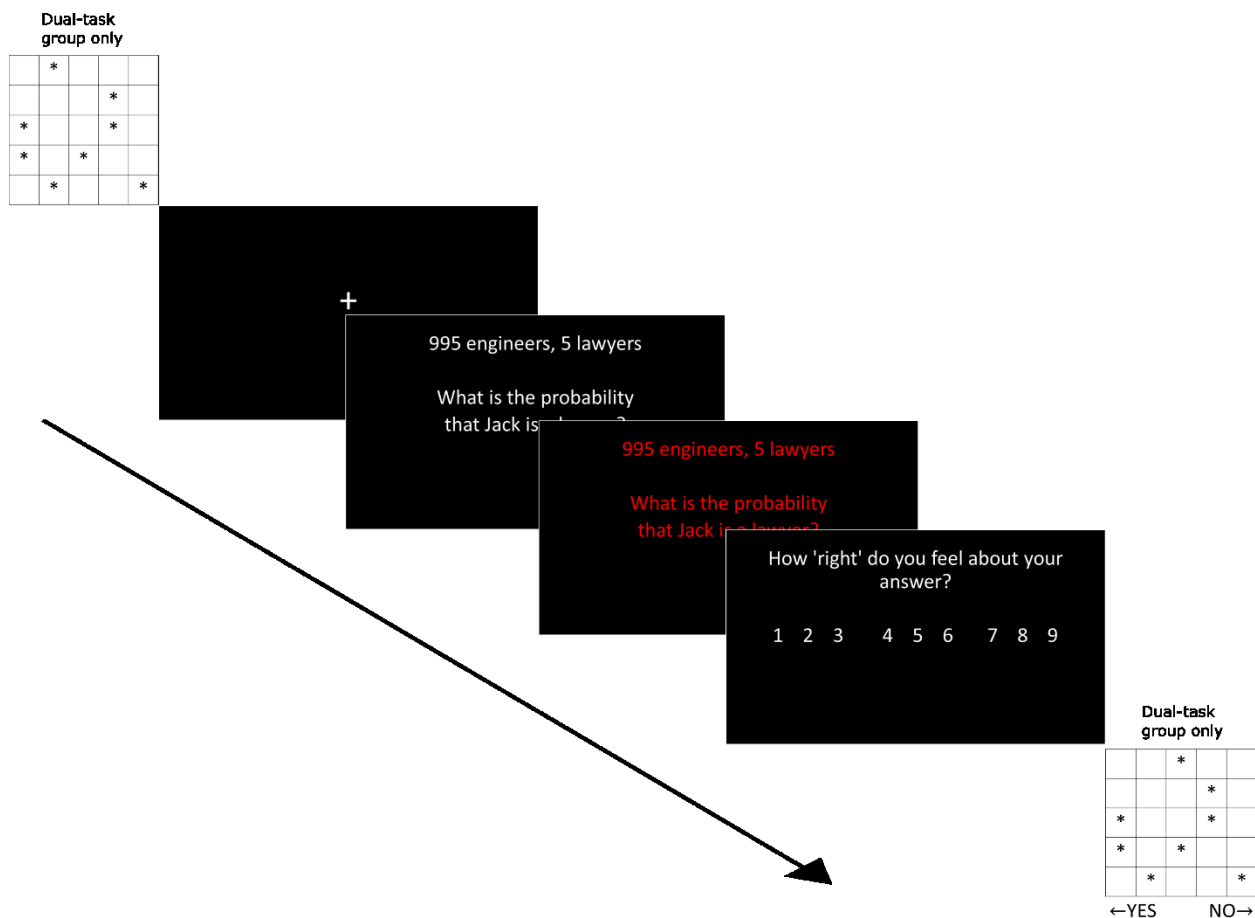 Dual-task
group only
*
*
* *
* *
* *
+
995 engineers, 5 lawyers
What is the probability
that Jack is
995 engineers, 5 lawyers
What is the probability
that Jack is a lawyer?
How 'right' do you feel about your
answer?
1 2 3 4 5 6 7 8 9
Dual-task
group only
*
*
* *
* *
* *
←YES NO→